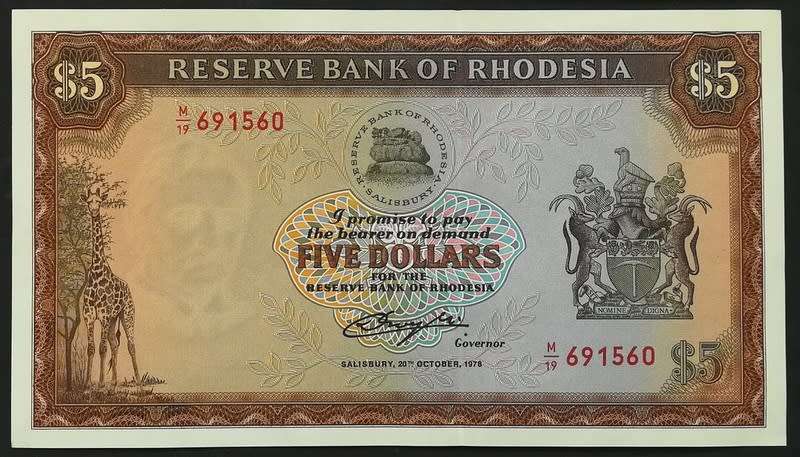 $5 RESERVE BANK OF RHODESIA $5
M/19 691560
RESERVE BANK OF RHODESIA
SALISBURY
I promise to pay
the bearer on demand
FIVE DOLLARS
FOR THE
RESERVE BANK OF RHODESIA
NOMINE DIGNA
Governor
M/19 691560 $5
SALISBURY, 20TH OCTOBER, 1978